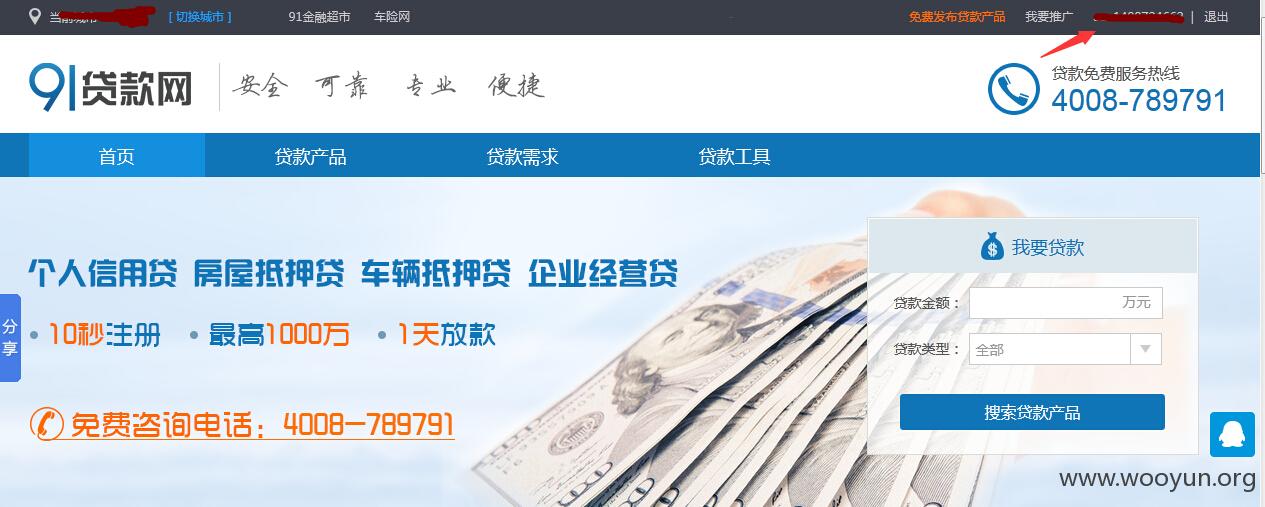 [ 切换城市 ] 91金融超市 车险网 免费发布贷款产品 我要推广 | 退出
91贷款网 安全 可靠 专业 便捷
贷款免费服务热线
4008-789791
首页 贷款产品 贷款需求 贷款工具
个人信用贷 房屋抵押贷 车辆抵押贷 企业经营贷
• 10秒注册 • 最高1000万 • 1天放款
免费咨询电话：4008-789791
分享
我要贷款
贷款金额： 万元
贷款类型： 全部
搜索贷款产品
www.wooyun.org